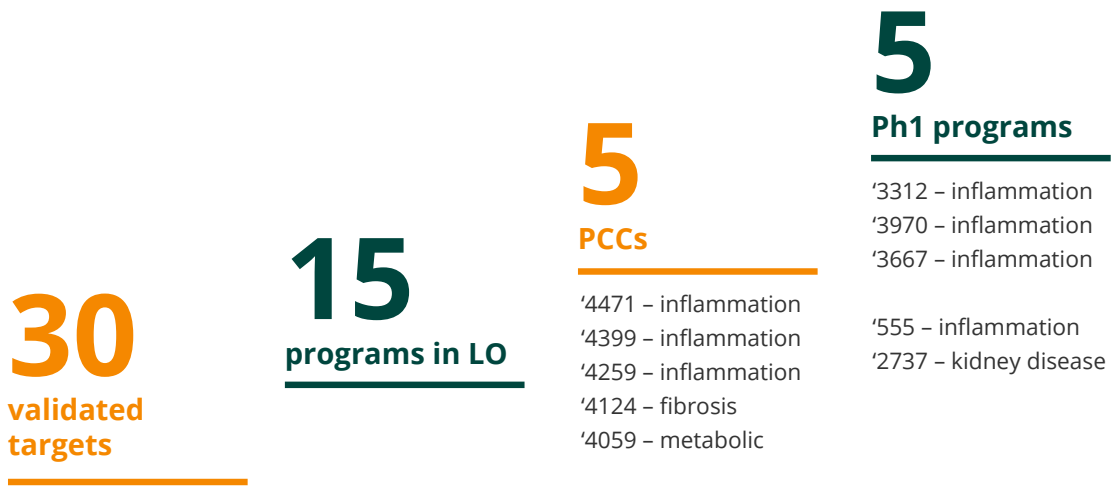 30
validated
targets
15
programs in LO
5
PCCs
‘4471 – inflammation
‘4399 – inflammation
‘4259 – inflammation
‘4124 – fibrosis
‘4059 – metabolic
5
Ph1 programs
‘3312 – inflammation
‘3970 – inflammation
‘3667 – inflammation
‘555 – inflammation
‘2737 – kidney disease